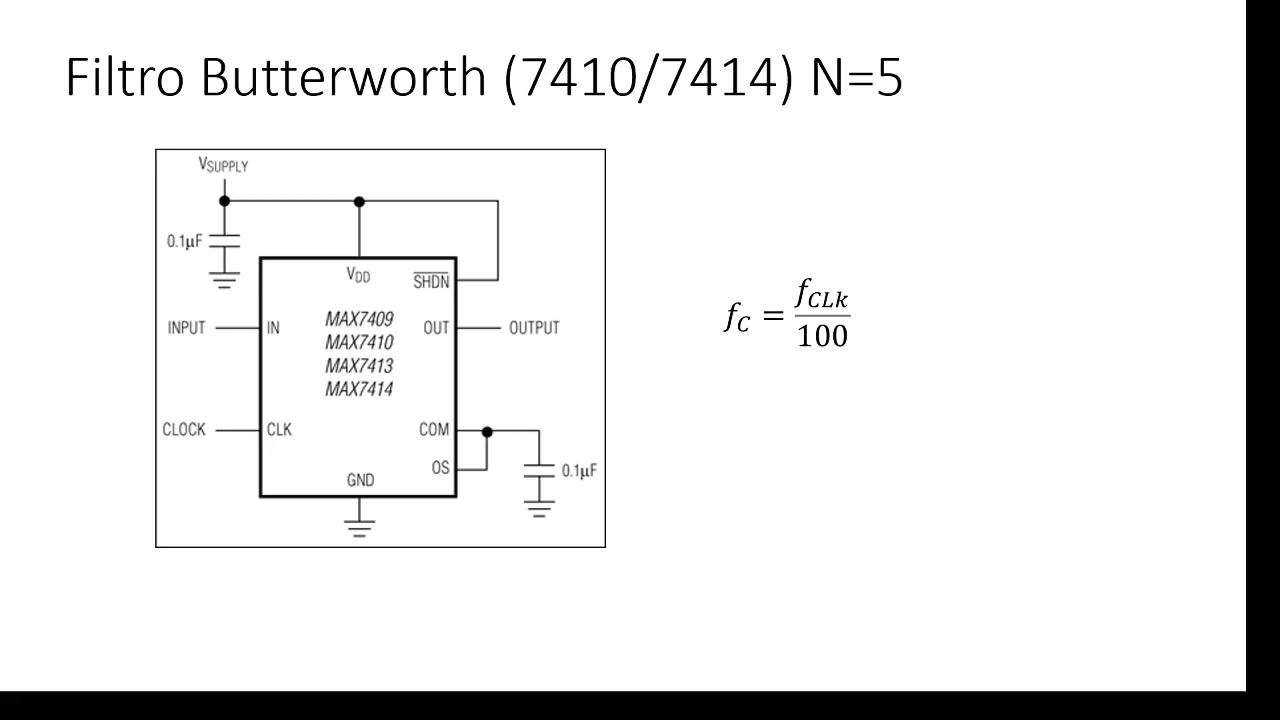 Filtro Butterworth (7410/7414) N=5
VSUPPLY
0.1µF
VDD
SHDN
INPUT
IN
MAX7409
MAX7410
MAX7413
MAX7414
OUT
OUTPUT
CLOCK
CLK
COM
OS
0.1µF
GND
fC = fCLk/100